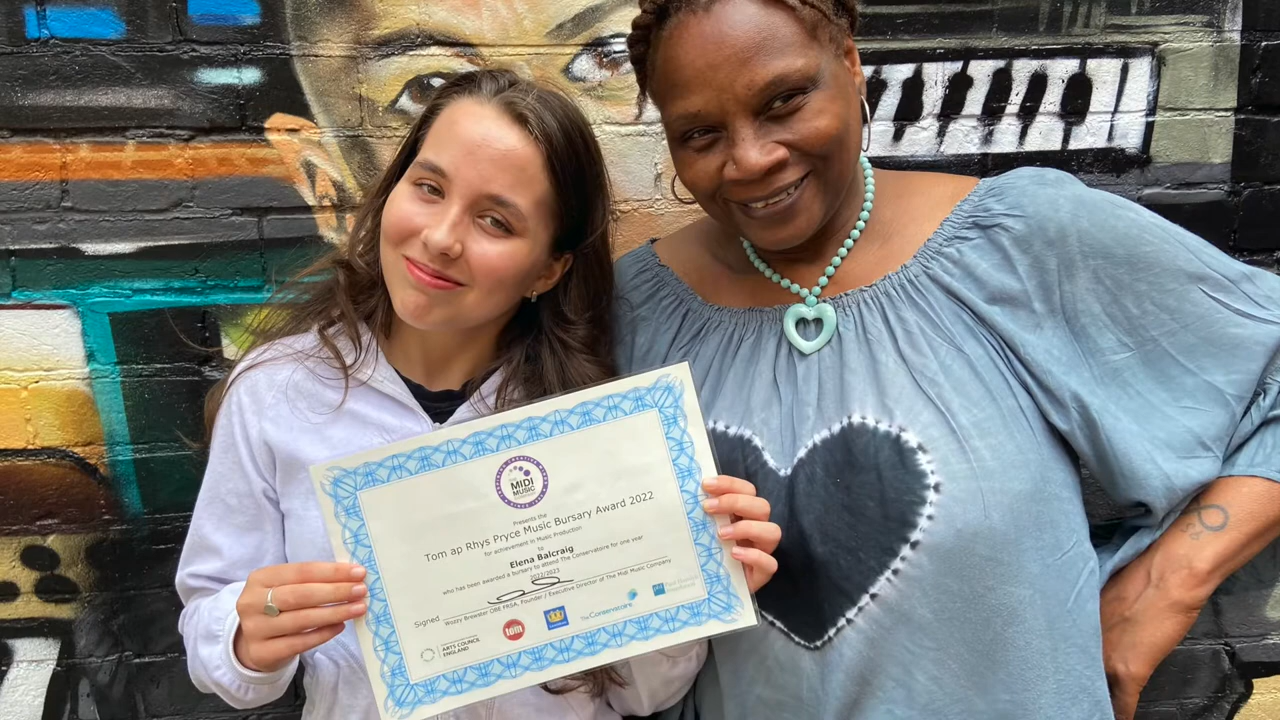 MIDI
MUSIC
Presents the
Tom ap Rhys Pryce Music Bursary Award 2022
for achievement in Music Production
to
Elena Balcraig
who has been awarded a bursary to attend The Conservatoire for one year
2022/2023
Signed
Wozzy Brewster OBE FRSA, Founder / Executive Director of The Midi Music Company
ARTS COUNCIL
ENGLAND
tom
TheConservatoire